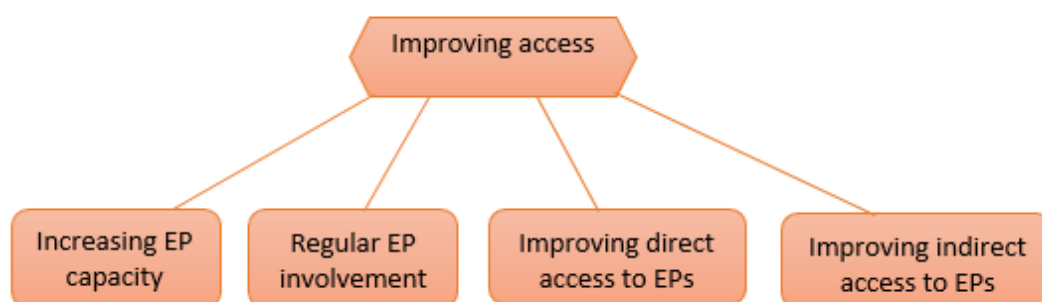 Improving access
Increasing EP
capacity
Regular EP
involvement
Improving direct
access to EPs
Improving indirect
access to EPs